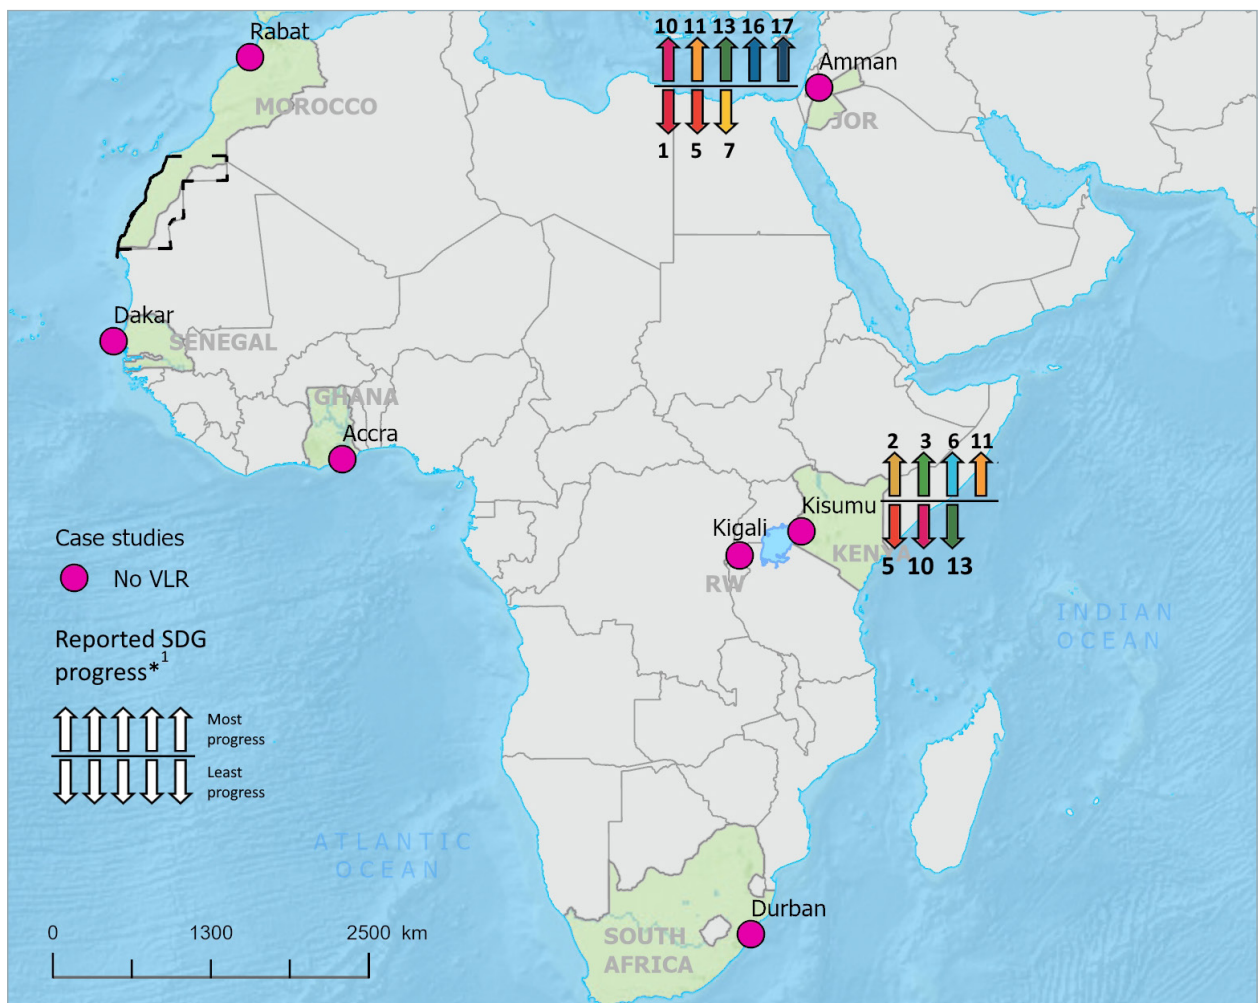 Rabat
MOROCCO
10 11 13 16 17
Amman
JOR
1 5 7
Dakar
SENEGAL
GHANA
Accra
2 3 6 11
Kisumu
Kigali
KENYA
RW
5 10 13
Case studies
No VLR
Reported SDG
progress*1
Most
progress
Least
progress
INDIAN
OCEAN
ATLANTIC
OCEAN
Durban
SOUTH
AFRICA
0 1300 2500 km